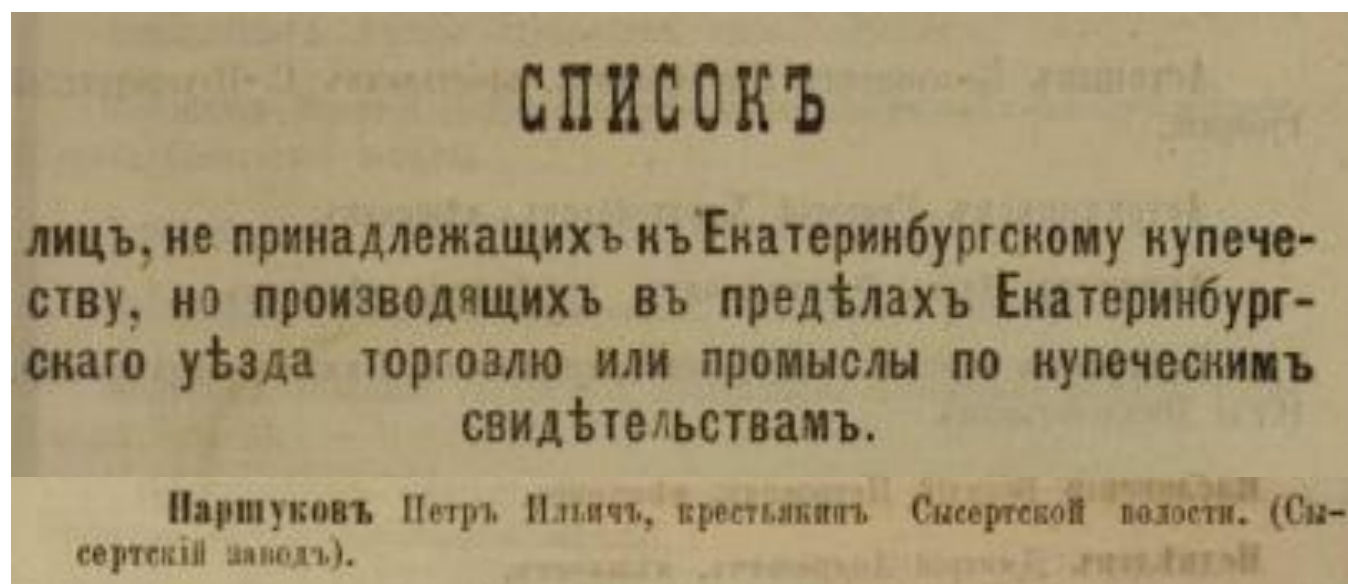 СПИСОКЪ
лицъ, не принадлежащихъ къ Екатеринбургскому купече-
ству, но производящихъ въ предѣлахъ Екатеринбург-
скаго уѣзда торговлю или промыслы по купеческимъ
свидѣтельствамъ.
Наршуковъ Петръ Ильичъ, крестьянинъ Сысертской волости. (Сы-
сертскій заводъ).